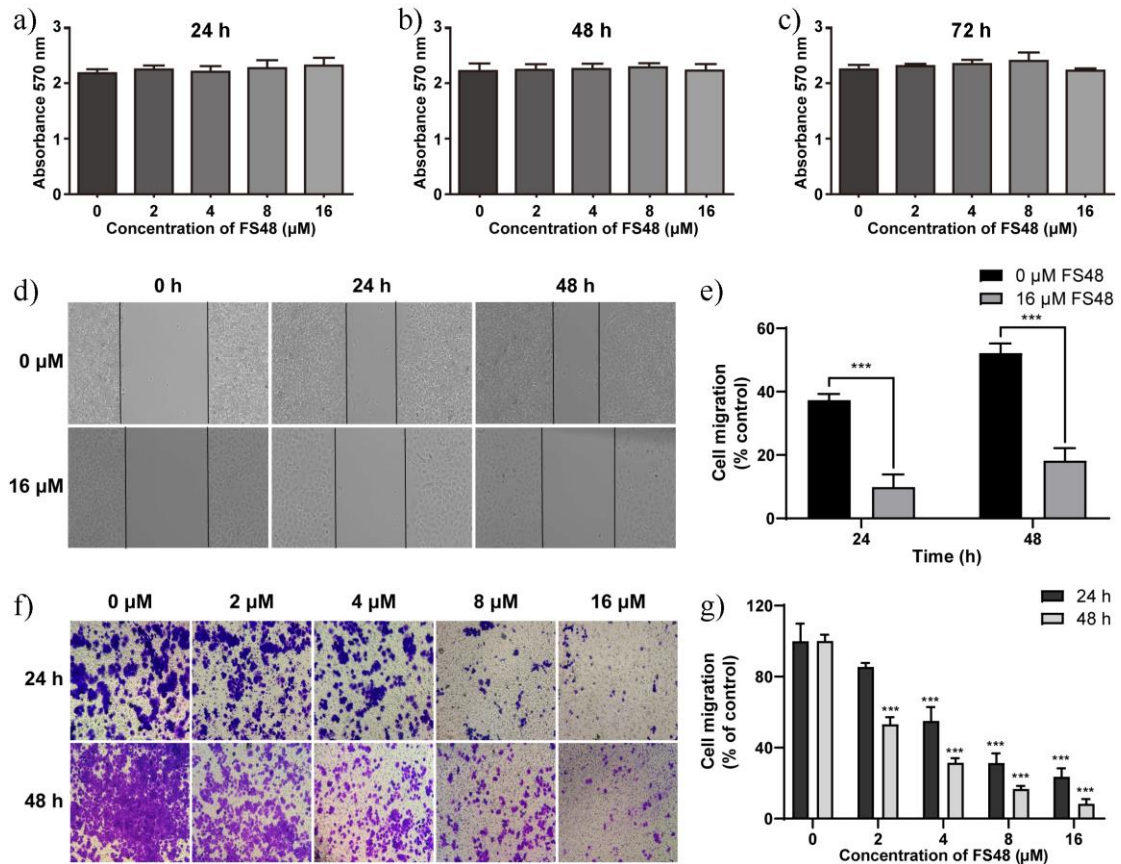 a)
24 h
Absorbance 570 nm
3
2
1
0
0 2 4 8 16
Concentration of FS48 (µM)
b)
48 h
Absorbance 570 nm
3
2
1
0
0 2 4 8 16
Concentration of FS48 (µM)
c)
72 h
Absorbance 570 nm
3
2
1
0
0 2 4 8 16
Concentration of FS48 (µM)
d)
0 h 24 h 48 h
0 µM
16 µM
e)
0 µM FS48
16 µM FS48
Cell migration
(% control)
60
40
20
0
***
***
24 48
Time (h)
f)
0 µM 2 µM 4 µM 8 µM 16 µM
24 h
48 h
g)
24 h
48 h
Cell migration
(% of control)
120
80
40
0
***
***
***
***
***
***
***
0 2 4 8 16
Concentration of FS48 (µM)